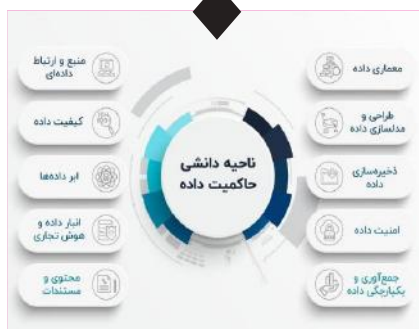 ناحیه دانشی
حاکمیت داده
معماری داده
طراحی و
مدلسازی داده
ذخیره‌سازی
داده
امنیت داده
جمع‌آوری و
یکپارچگی داده
منبع و ارتباط
داده‌ای
کیفیت داده
ابر داده‌ها
انبار داده و
هوش تجاری
محتوی و
مستندات